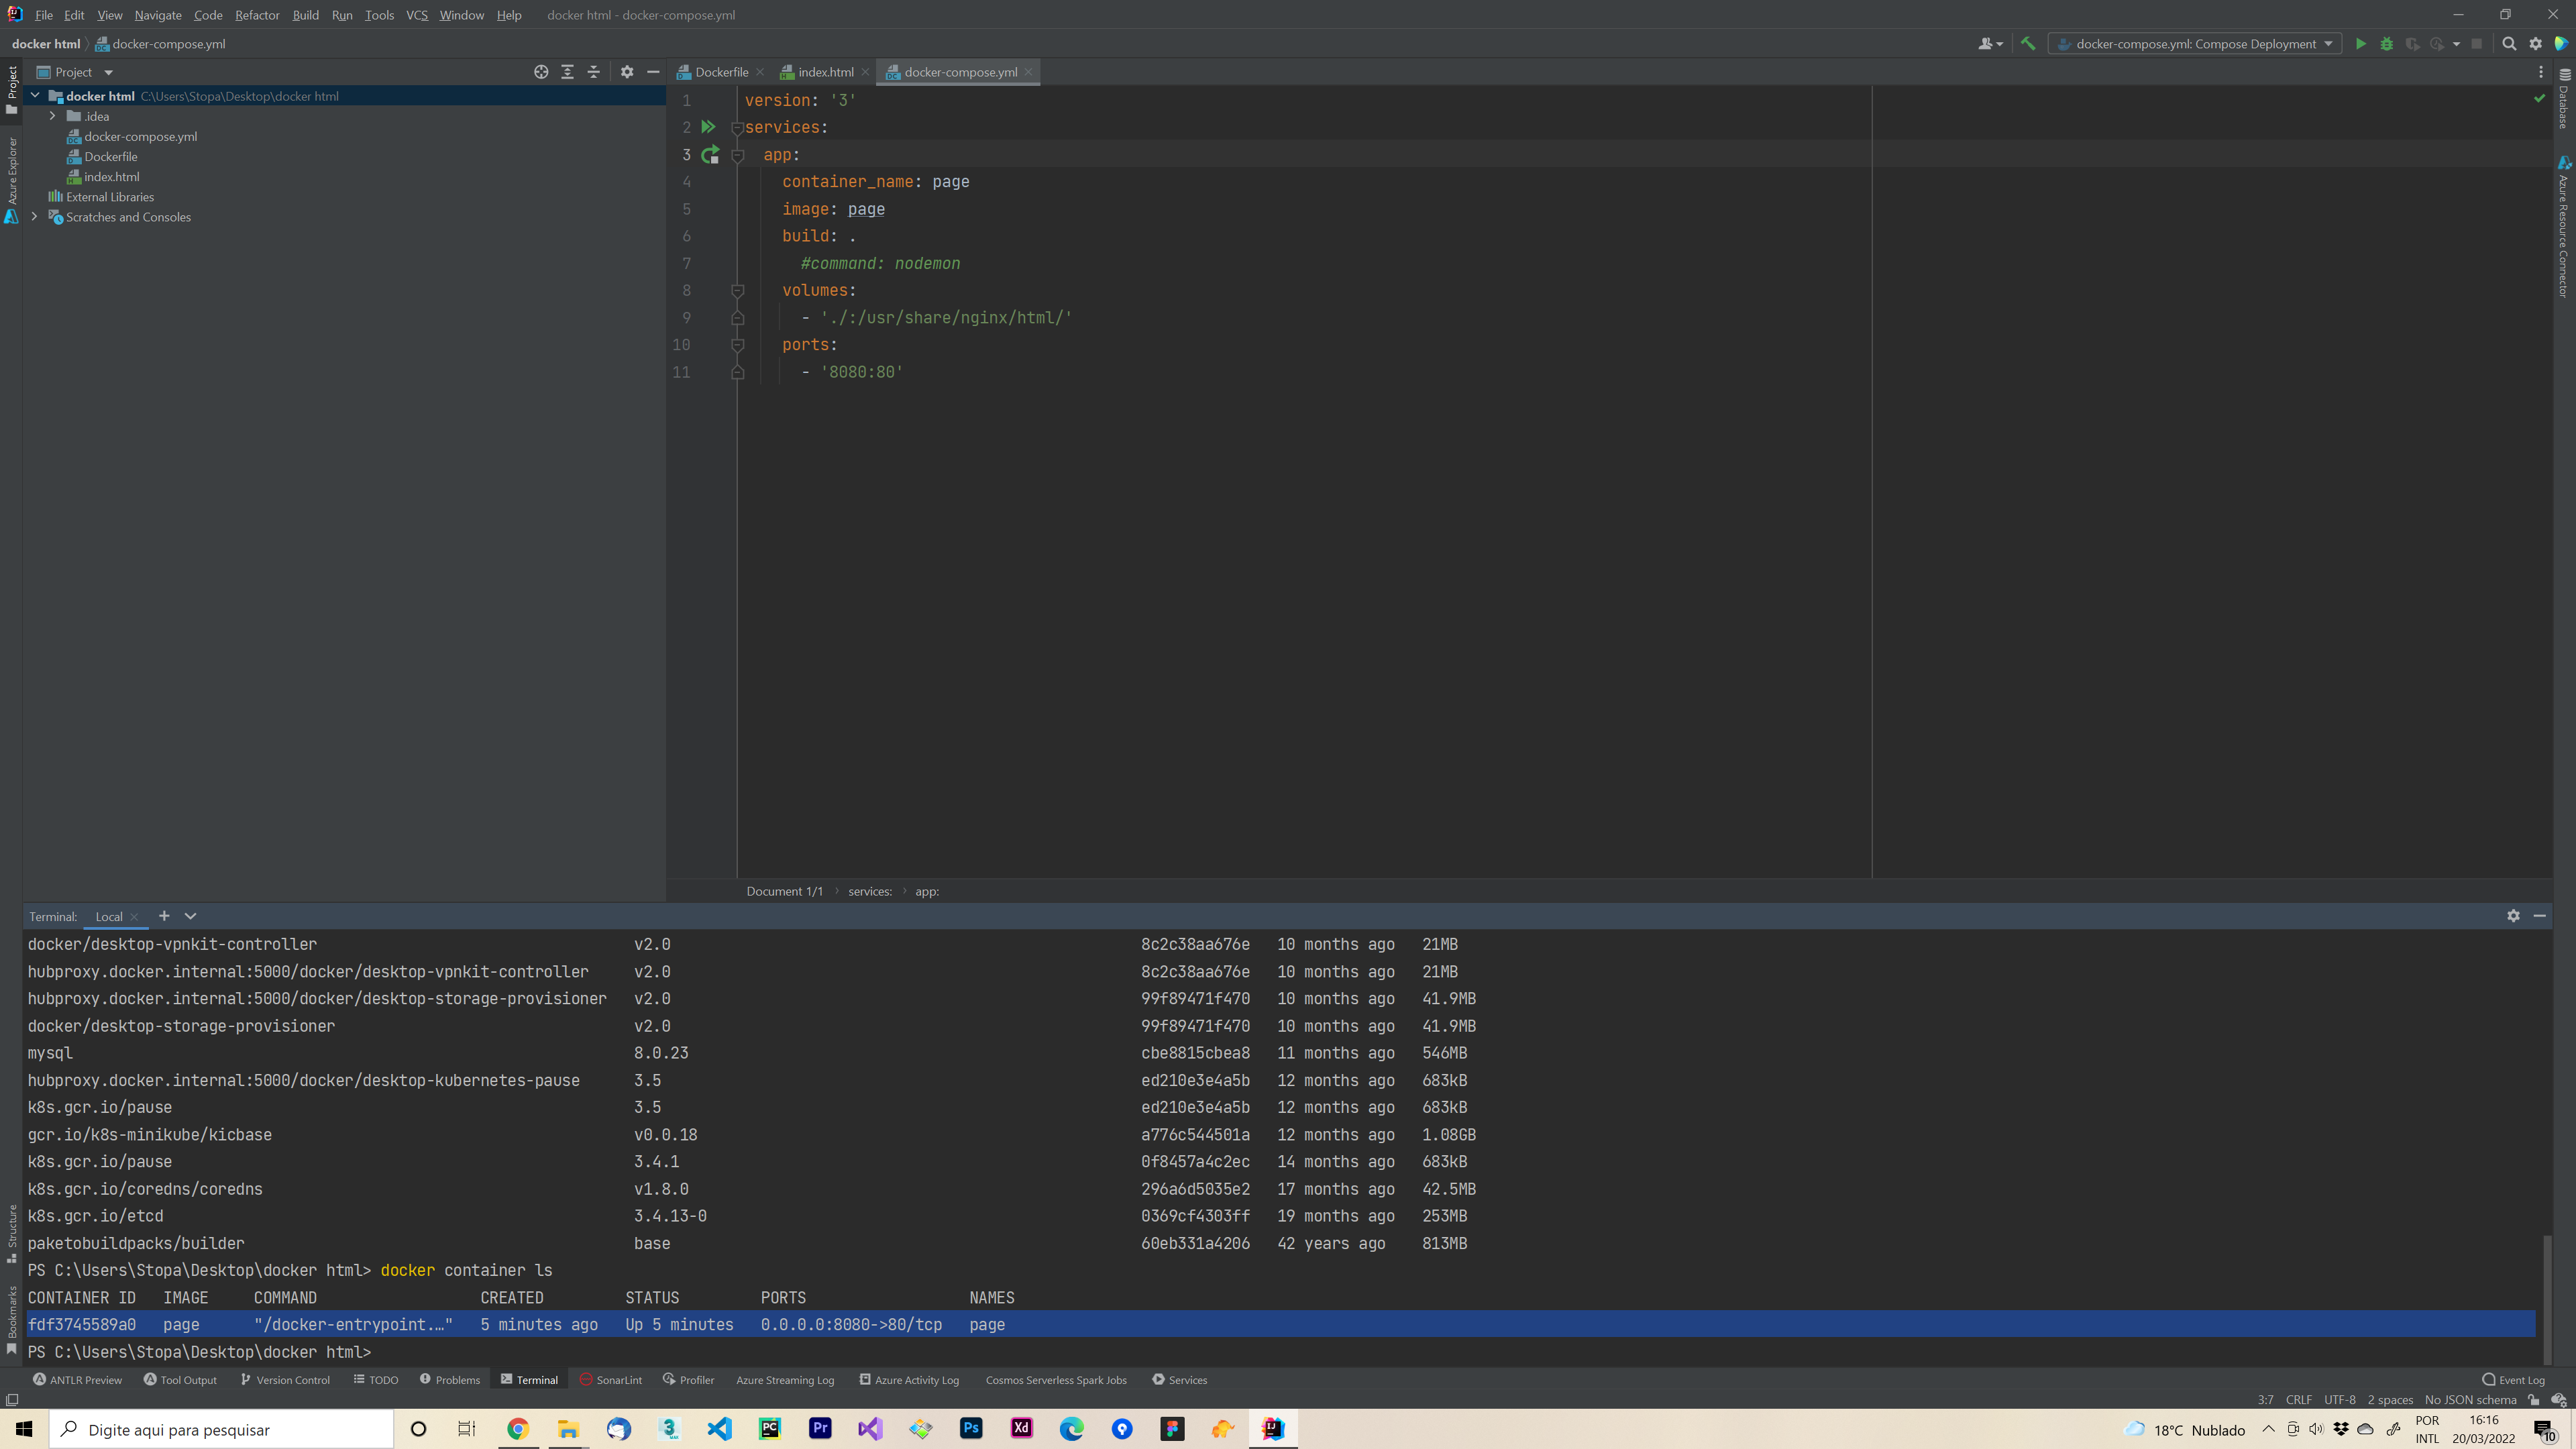 File Edit View Navigate Code Refactor Build Run Tools VCS Window Help docker html - docker-compose.yml
docker html docker-compose.yml docker-compose.yml: Compose Deployment
Project Dockerfile index.html docker-compose.yml
Project
Azure Explorer
Structure
Bookmarks
Database
Azure Resource Connector
docker html C:\Users\Stopa\Desktop\docker html
.idea
docker-compose.yml
Dockerfile
index.html
External Libraries
Scratches and Consoles
1 version: '3'
2 services:
3 app:
4 container_name: page
5 image: page
6 build: .
7 #command: nodemon
8 volumes:
9 - './:/usr/share/nginx/html/'
10 ports:
11 - '8080:80'
Document 1/1 services: app:
Terminal: Local
docker/desktop-vpnkit-controller v2.0 8c2c38aa676e 10 months ago 21MB
hubproxy.docker.internal:5000/docker/desktop-vpnkit-controller v2.0 8c2c38aa676e 10 months ago 21MB
hubproxy.docker.internal:5000/docker/desktop-storage-provisioner v2.0 99f89471f470 10 months ago 41.9MB
docker/desktop-storage-provisioner v2.0 99f89471f470 10 months ago 41.9MB
mysql 8.0.23 cbe8815cbea8 11 months ago 546MB
hubproxy.docker.internal:5000/docker/desktop-kubernetes-pause 3.5 ed210e3e4a5b 12 months ago 683kB
k8s.gcr.io/pause 3.5 ed210e3e4a5b 12 months ago 683kB
gcr.io/k8s-minikube/kicbase v0.0.18 a776c544501a 12 months ago 1.08GB
k8s.gcr.io/pause 3.4.1 0f8457a4c2ec 14 months ago 683kB
k8s.gcr.io/coredns/coredns v1.8.0 296a6d5035e2 17 months ago 42.5MB
k8s.gcr.io/etcd 3.4.13-0 0369cf4303ff 19 months ago 253MB
paketobuildpacks/builder base 60eb331a4206 42 years ago 813MB
PS C:\Users\Stopa\Desktop\docker html> docker container ls
CONTAINER ID IMAGE COMMAND CREATED STATUS PORTS NAMES
fdf3745589a0 page "/docker-entrypoint.…" 5 minutes ago Up 5 minutes 0.0.0.0:8080->80/tcp page
PS C:\Users\Stopa\Desktop\docker html>
ANTLR Preview Tool Output Version Control TODO Problems Terminal SonarLint Profiler Azure Streaming Log Azure Activity Log Cosmos Serverless Spark Jobs Services Event Log
3:7 CRLF UTF-8 2 spaces No JSON schema
Digite aqui para pesquisar 18°C Nublado POR 16:16
INTL 20/03/2022 10